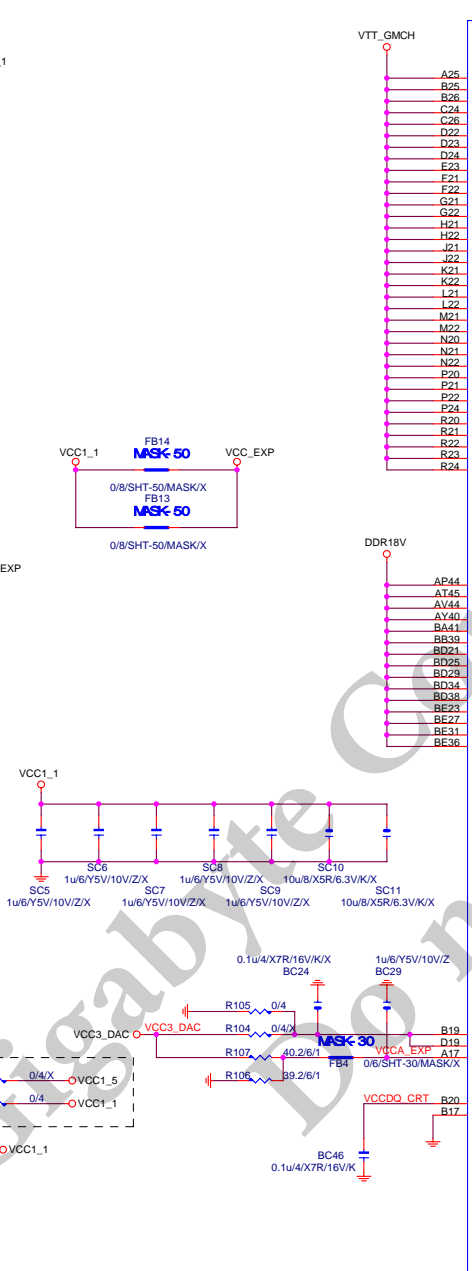 VTT_GMCH
_1
A25
B25
B26
C24
C26
D22
D23
D24
E23
F21
F22
G21
G22
H21
H22
J21
J22
K21
K22
L21
L22
M21
M22
N20
N21
N22
P20
P21
P22
P24
R20
R21
R22
R23
R24
FB14
MASK-50
VCC1_1
VCC_EXP
0/8/SHT-50/MASK/X
FB13
MASK-50
0/8/SHT-50/MASK/X
DDR18V
EXP
AP44
AT45
AV44
AY40
BA41
BB39
BD21
BD25
BD29
BD34
BD38
BE23
BE27
BE31
BE36
VCC1_1
SC6
SC8
SC10
1u/6/Y5V/10V/Z/X
1u/6/Y5V/10V/Z/X
10u/8/X5R/6.3V/K/X
SC5
SC7
SC9
SC11
1u/6/Y5V/10V/Z/X
1u/6/Y5V/10V/Z/X
1u/6/Y5V/10V/Z/X
10u/8/X5R/6.3V/K/X
0.1u/4/X7R/16V/K/X
BC24
1u/6/Y5V/10V/Z
BC29
R105
0/4
VCC3_DAC
VCC3_DAC
R104
0/4/X
MASK-30
B19
D19
R107
40.2/6/1
VCCA_EXP
A17
FB4
0/6/SHT-30/MASK/X
R106
39.2/6/1
0/4/X
VCC1_5
0/4
VCC1_1
VCCDQ_CRT
B20
B17
VCC1_1
BC46
0.1u/4/X7R/16V/K
Gigabyte Co
Do n